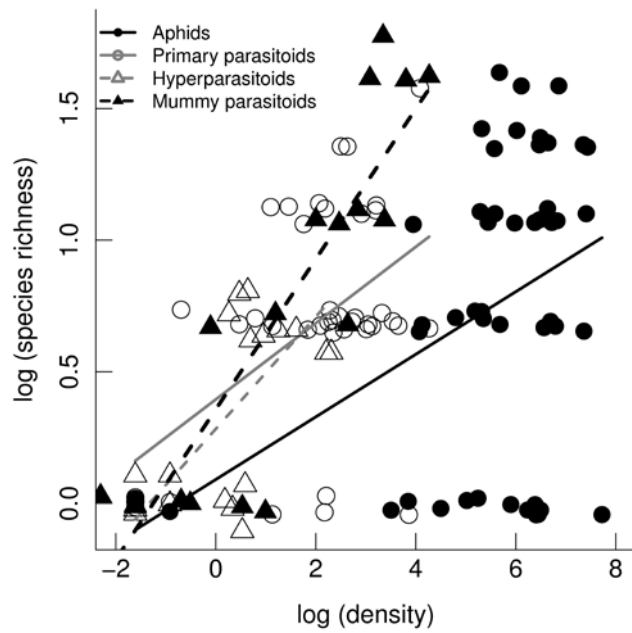 Aphids
Primary parasitoids
Hyperparasitoids
Mummy parasitoids
log (species richness)
1.5
1.0
0.5
0.0
−2 0 2 4 6 8
log (density)